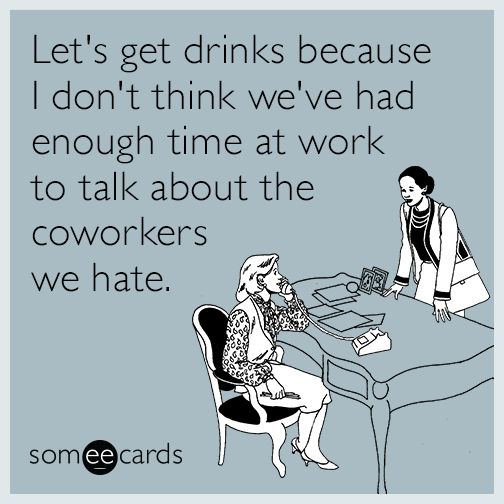 Let's get drinks because
I don't think we've had
enough time at work
to talk about the
coworkers
we hate.
someecards